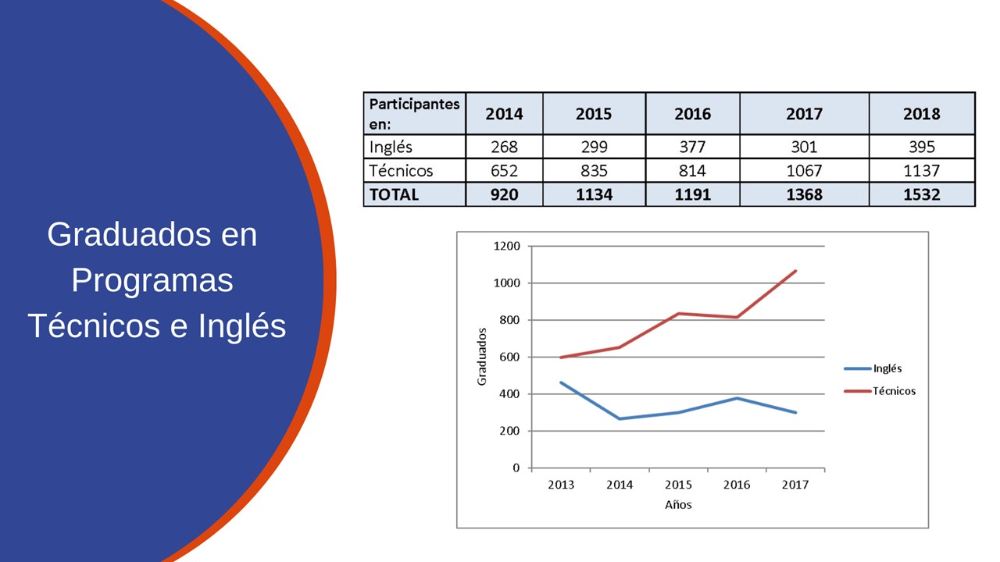 Graduados en
Programas
Técnicos e Inglés
Participantes en: 2014 2015 2016 2017 2018
Inglés 268 299 377 301 395
Técnicos 652 835 814 1067 1137
TOTAL 920 1134 1191 1368 1532
1200
1000
800
600
400
200
0
Graduados
2013 2014 2015 2016 2017
Años
Inglés
Técnicos